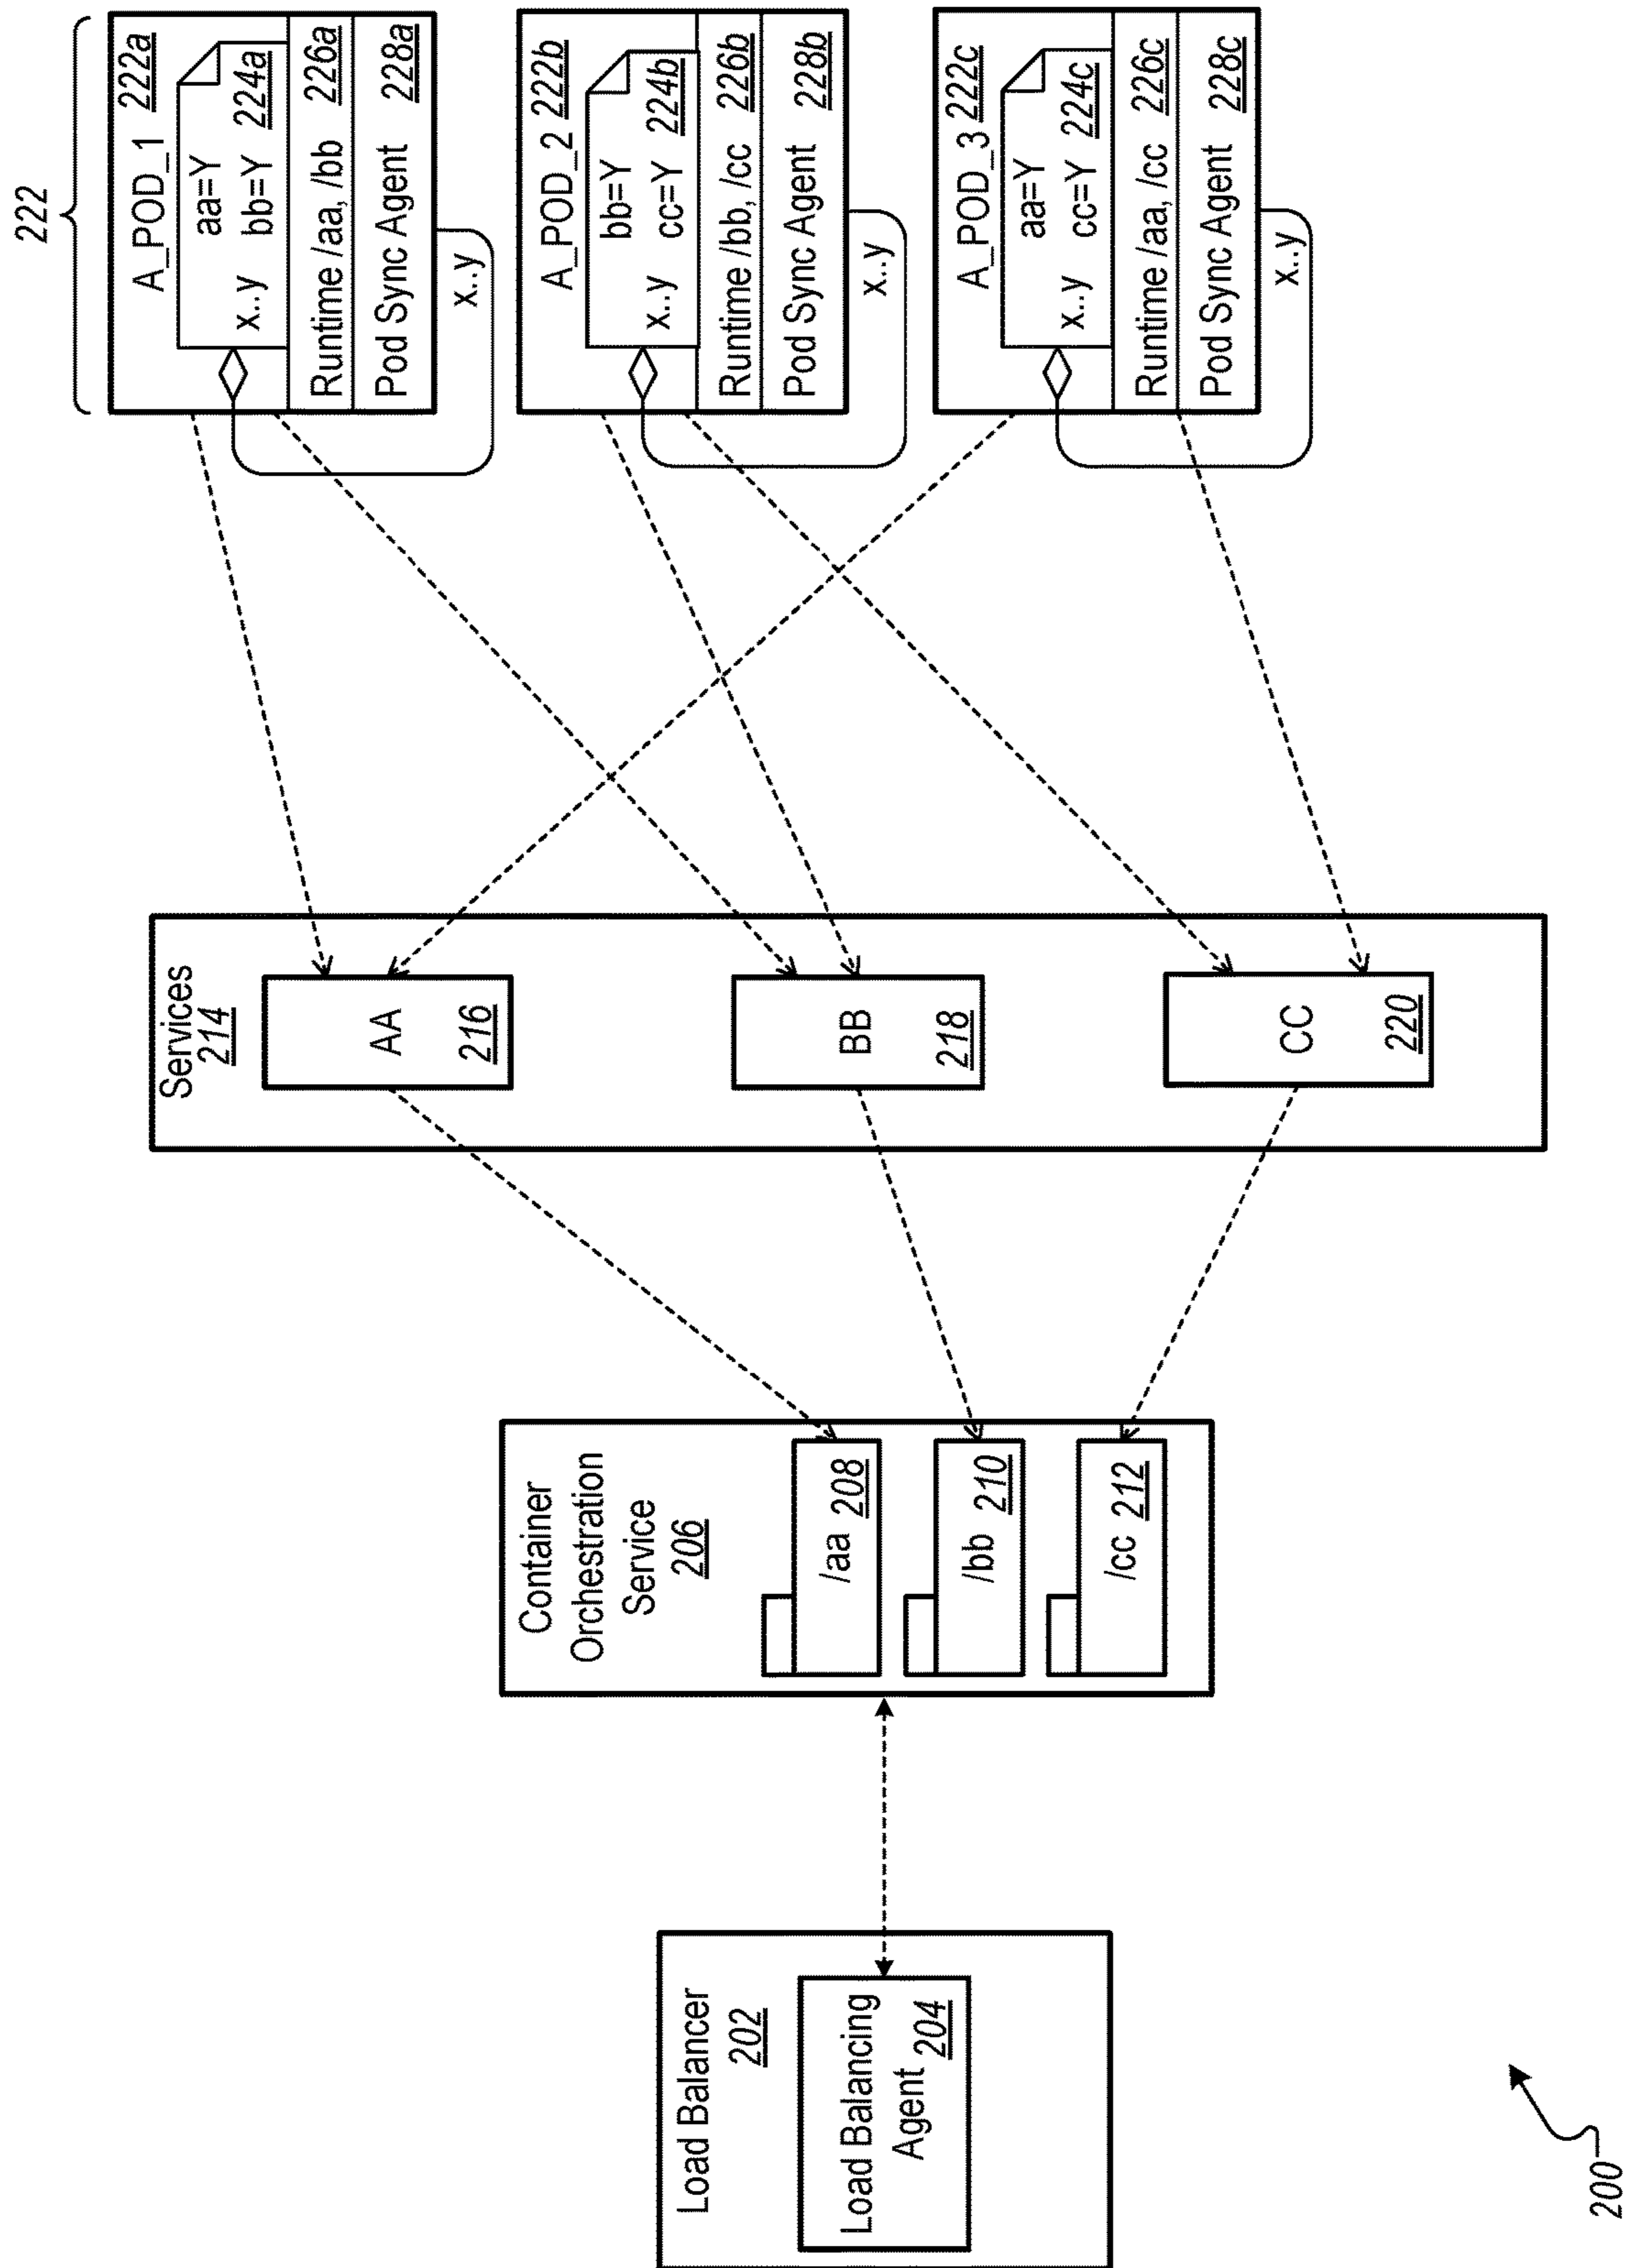 222
A_POD_1 222a
aa=Y
x..y bb=Y 224a
Runtime /aa, /bb 226a
Pod Sync Agent 228a
x..y
A_POD_2 222b
bb=Y
x..y cc=Y 224b
Runtime /bb, /cc 226b
Pod Sync Agent 228b
x..y
A_POD_3 222c
aa=Y
x..y cc=Y 224c
Runtime /aa, /cc 226c
Pod Sync Agent 228c
x..y
Services
214
AA
216
BB
218
CC
220
Container
Orchestration
Service
206
/aa 208
/bb 210
/cc 212
Load Balancer
202
Load Balancing
Agent 204
200